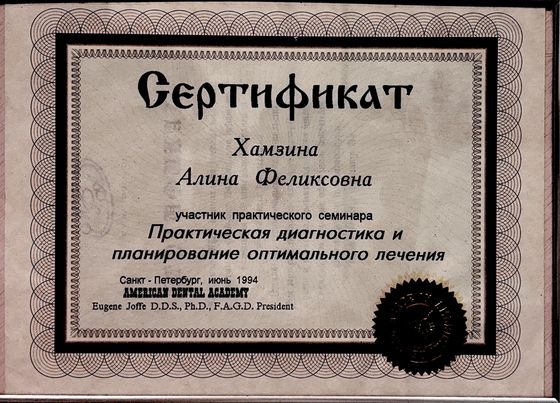 Сертификат
Хамзина
Алина Феликсовна
участник практического семинара
Практическая диагностика и
планирование оптимального лечения
Санкт - Петербург, июнь 1994
AMERICAN DENTAL ACADEMY
Eugene Joffe D.D.S., Ph.D., F.A.G.D. President